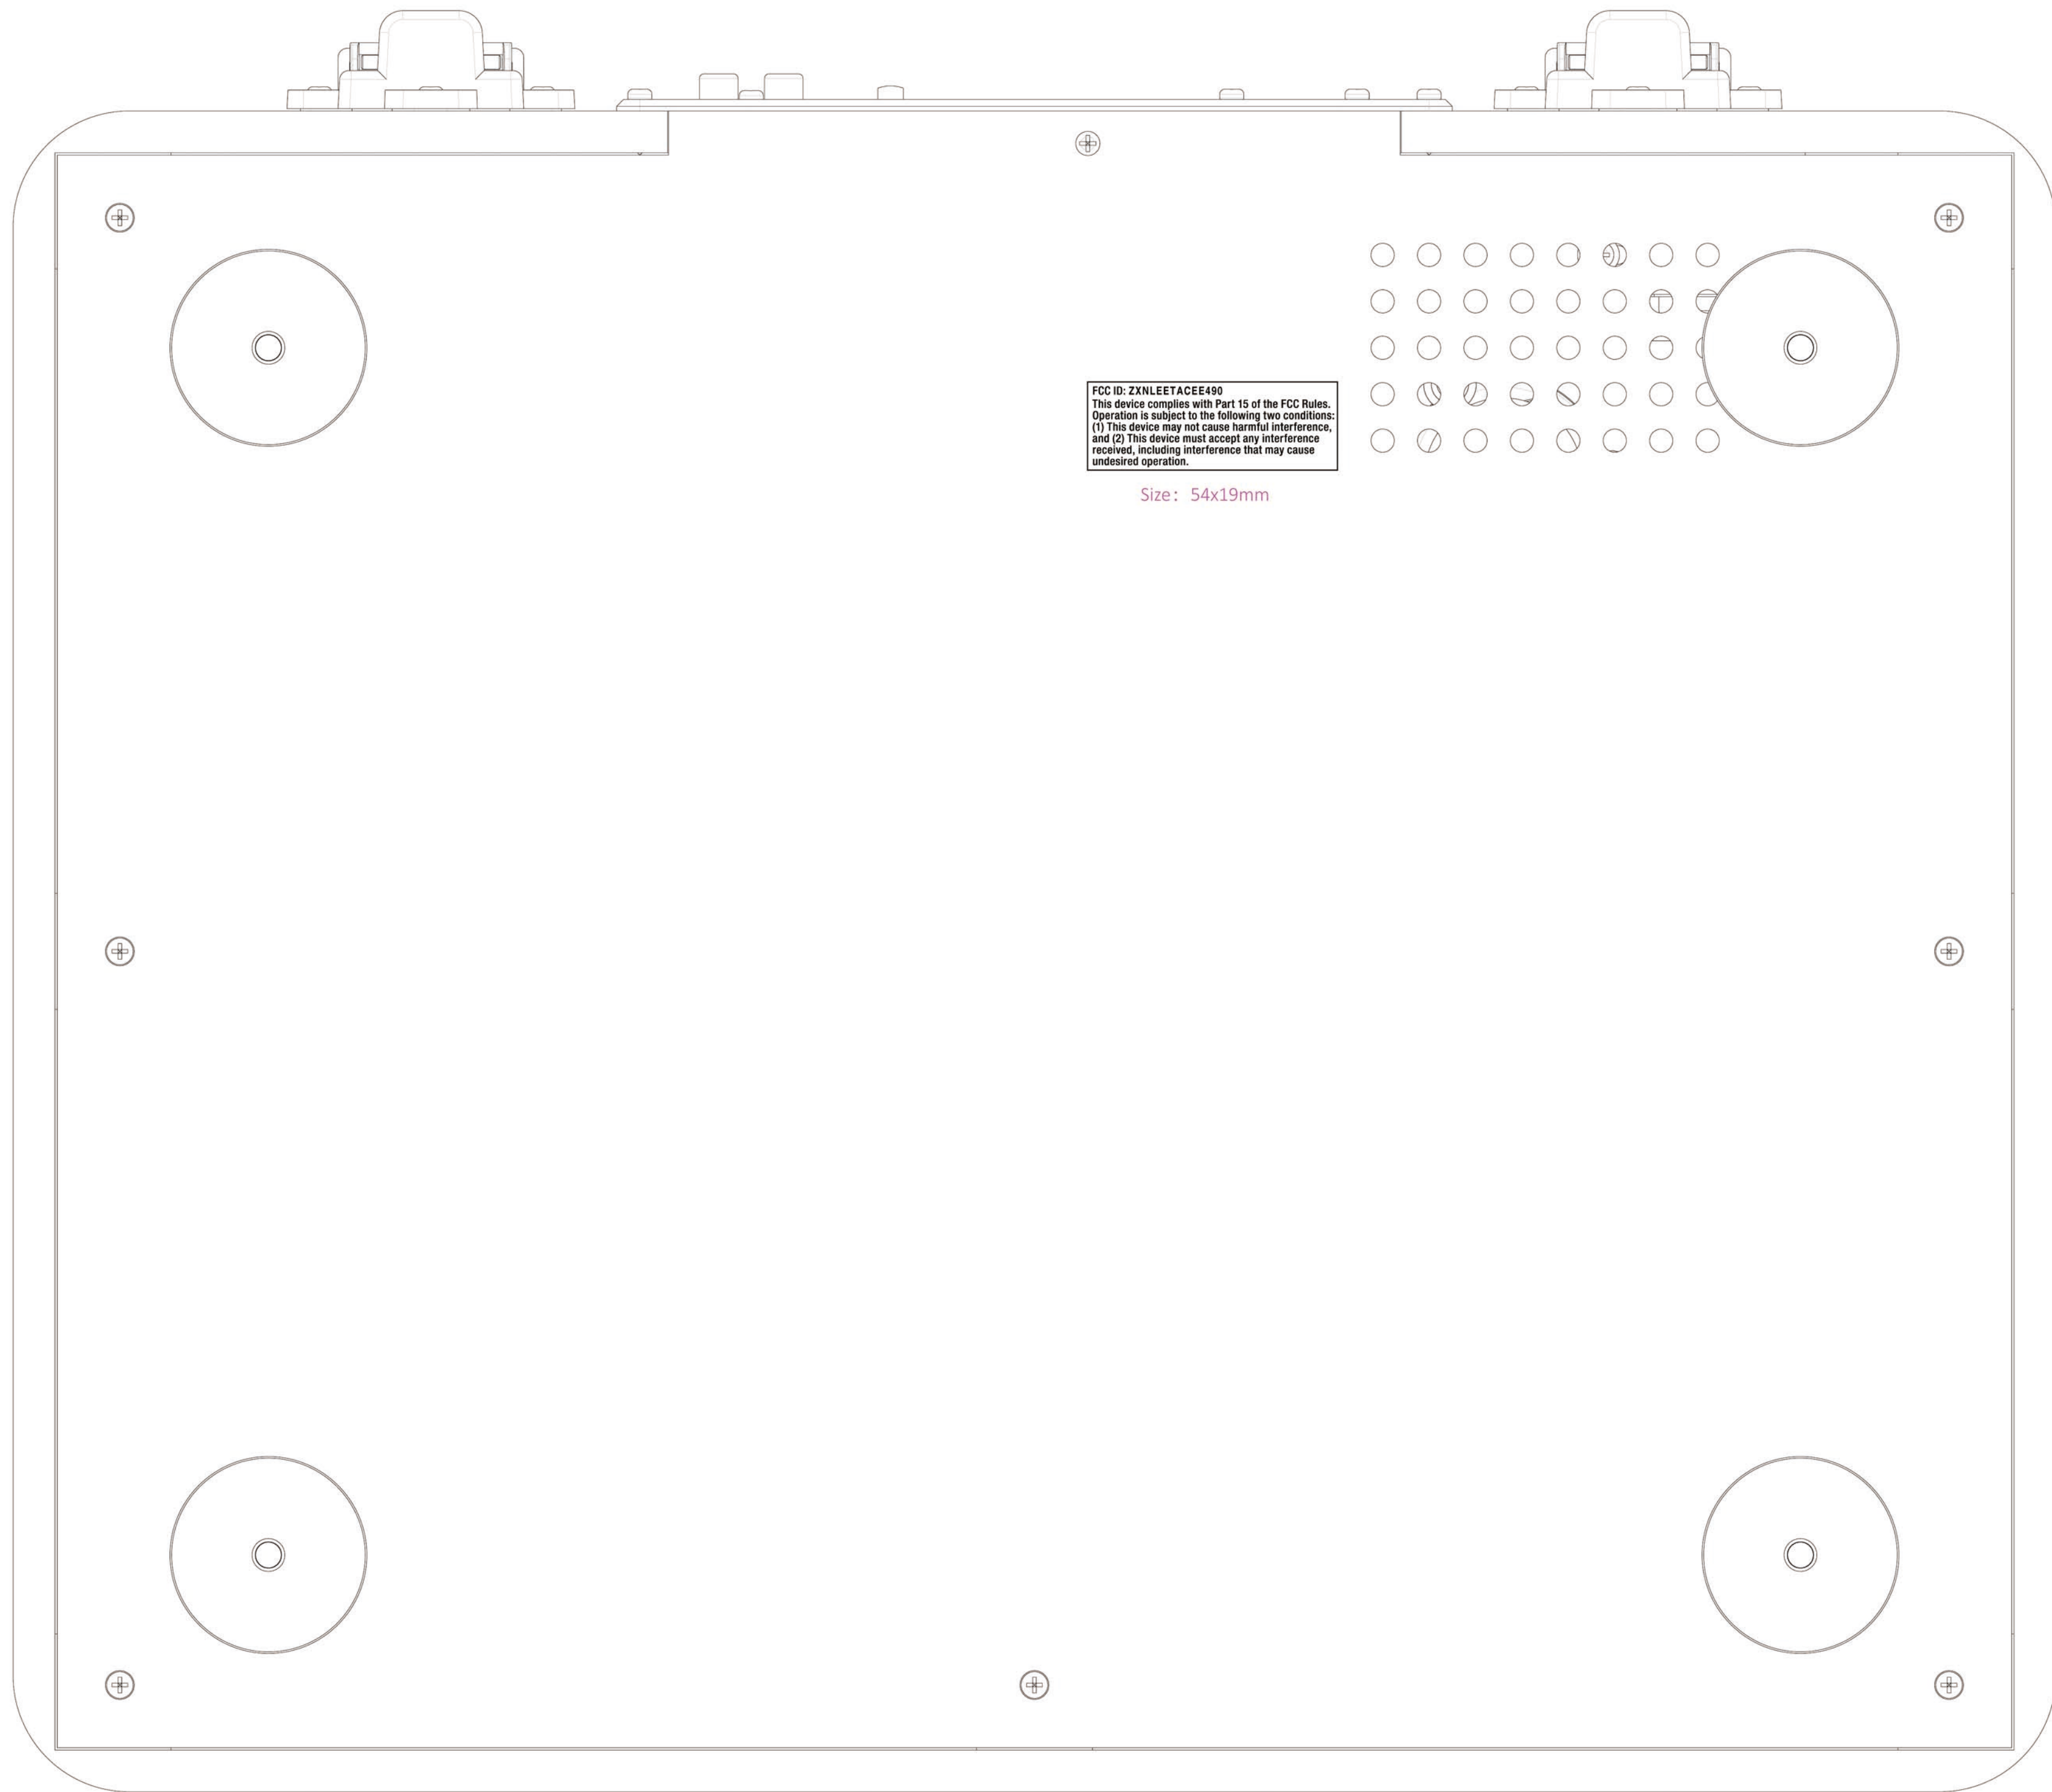 FCC ID: ZXNLEETACEE490
This device complies with Part 15 of the FCC Rules.
Operation is subject to the following two conditions:
(1) This device may not cause harmful interference,
and (2) This device must accept any interference
received, including interference that may cause
undesired operation.
Size: 54x19mm